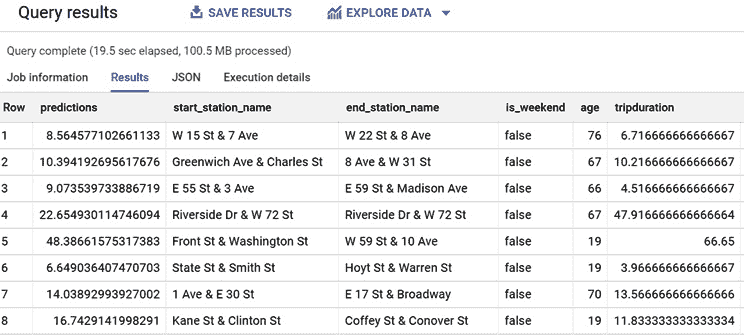 Query results SAVE RESULTS EXPLORE DATA
Query complete (19.5 sec elapsed, 100.5 MB processed)
Job information Results JSON Execution details
Row predictions start_station_name end_station_name is_weekend age tripduration
1 8.564577102661133 W 15 St & 7 Ave W 22 St & 8 Ave false 76 6.716666666666667
2 10.394192695617676 Greenwich Ave & Charles St 8 Ave & W 31 St false 67 10.216666666666667
3 9.073539733886719 E 55 St & 3 Ave E 59 St & Madison Ave false 66 4.516666666666667
4 22.654930114746094 Riverside Dr & W 72 St Riverside Dr & W 72 St false 67 47.916666666666664
5 48.38661575317383 Front St & Washington St W 59 St & 10 Ave false 19 66.65
6 6.649036407470703 State St & Smith St Hoyt St & Warren St false 19 3.966666666666667
7 14.03892993927002 1 Ave & E 30 St E 17 St & Broadway false 70 13.566666666666666
8 16.7429141998291 Kane St & Clinton St Coffey St & Conover St false 19 11.833333333333334